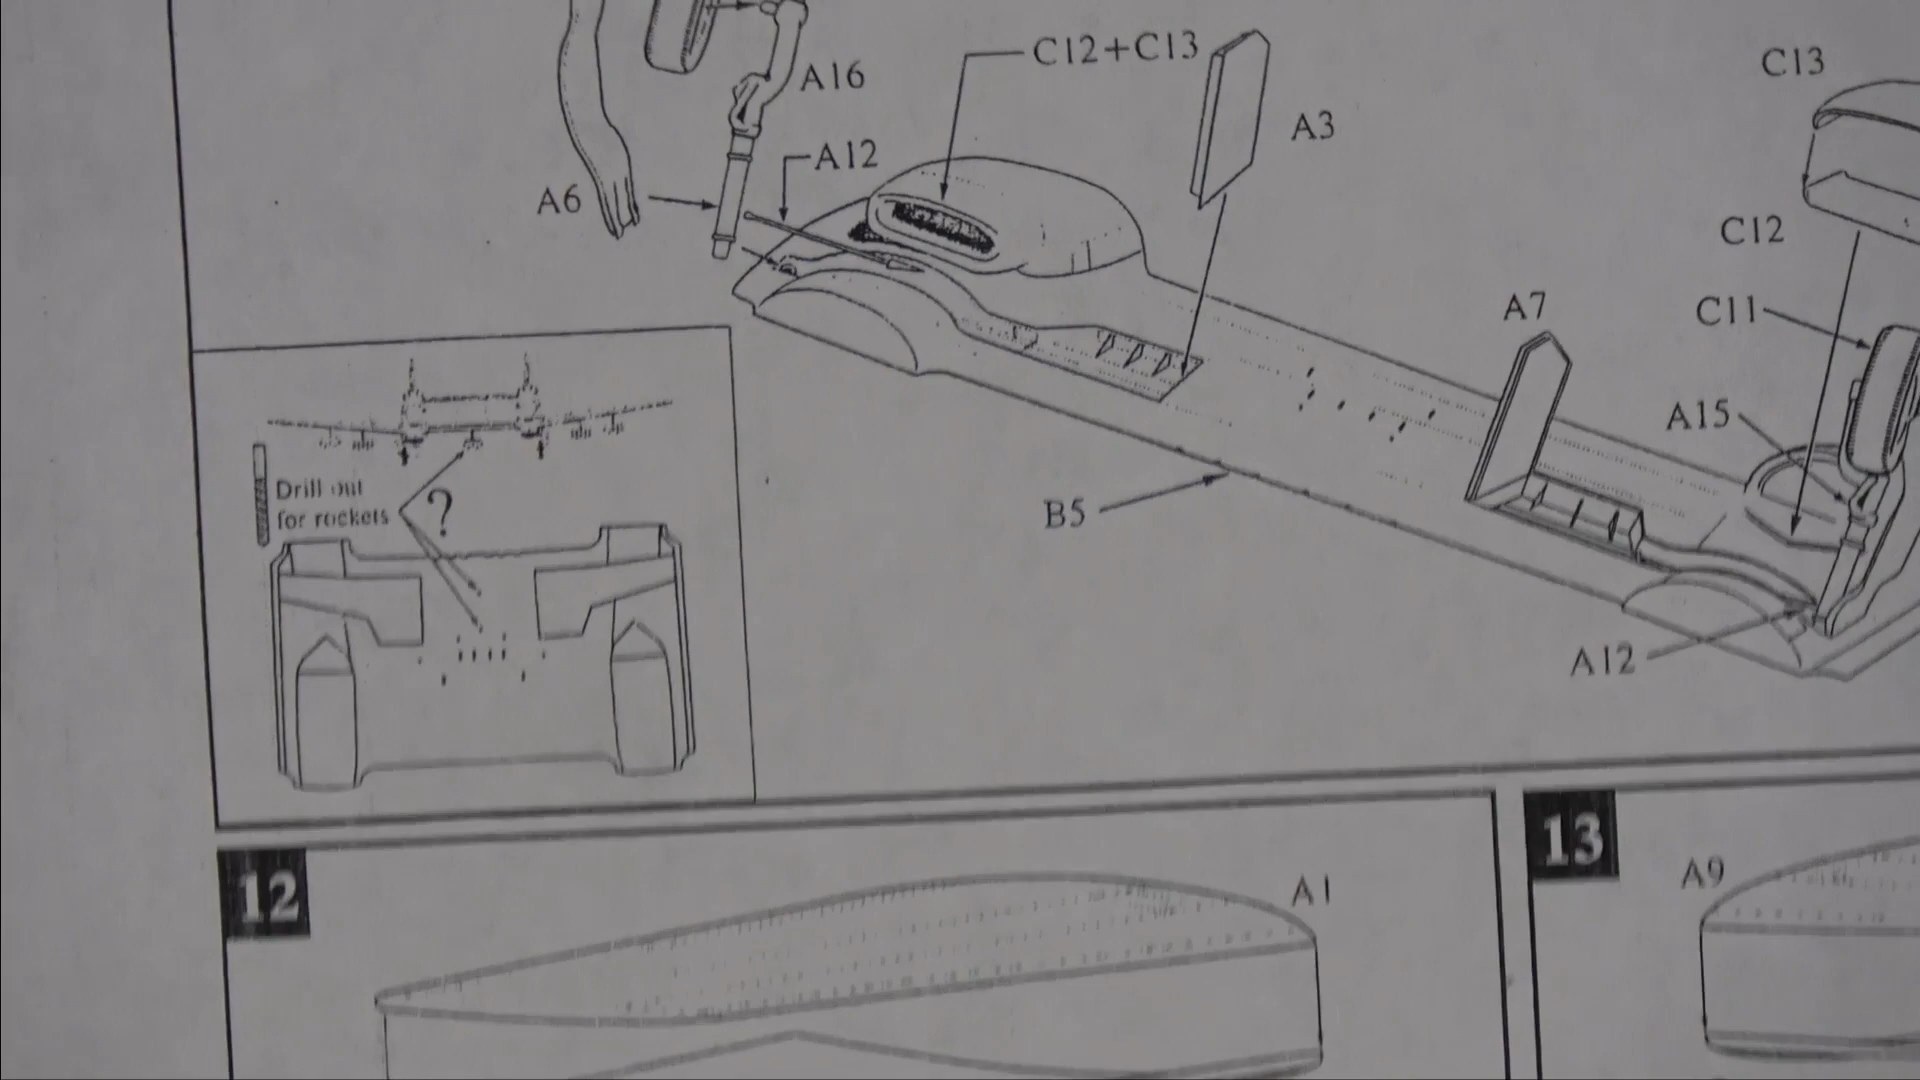 C12+C13
C13
A16
A3
A12
A6
C12
A7
C11
A15
Drill out
for rockets
?
B5
A12
12
A1
13
A9